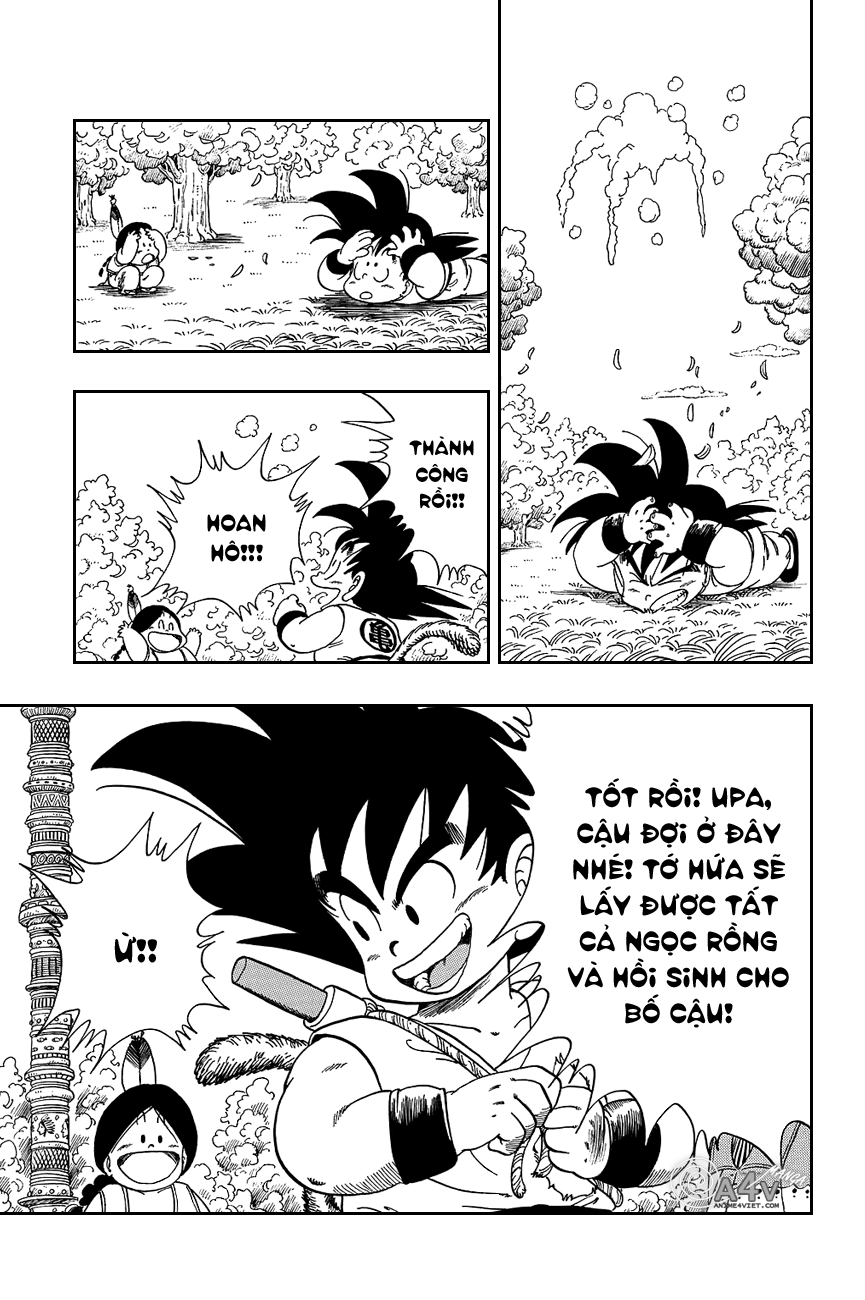 THÀNH
CÔNG
RỒI!!
HOAN
HÔ!!!
亀
TỐT RỒI! UPA,
CẬU ĐỢI Ở ĐÂY
NHÉ! TỚ HỨA SẼ
LẤY ĐƯỢC TẤT
CẢ NGỌC RỒNG
VÀ HỒI SINH CHO
BỐ CẬU!
Ừ!!
A4V
ANIME4VIET.COM